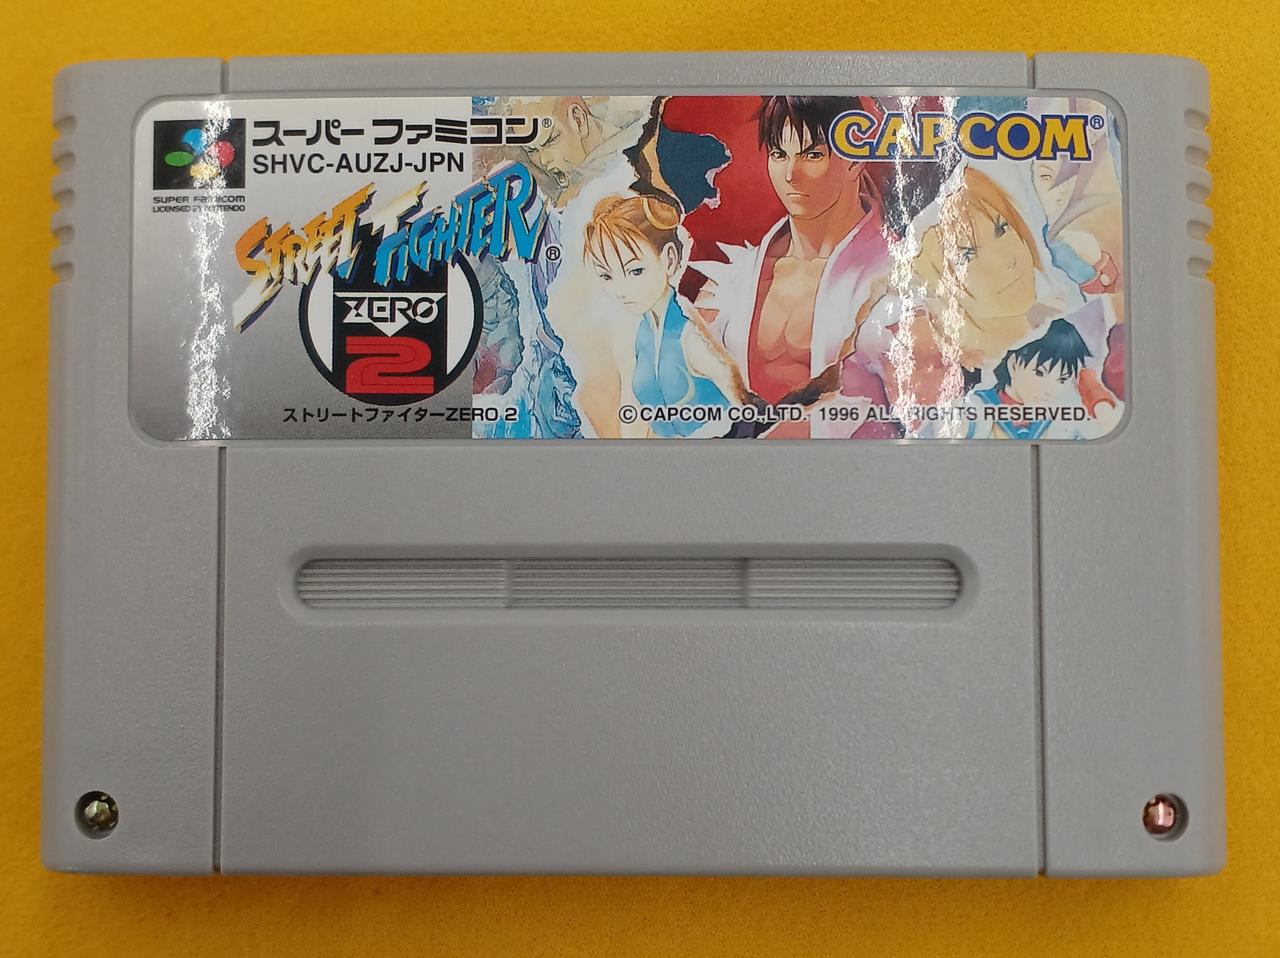 スーパーファミコン®
SHVC-AUZJ-JPN
SUPER FAMICOM
LICENSED BY NINTENDO
CAPCOM®
STREET FIGHTER®
ZERO
2
ストリートファイターZERO 2
©CAPCOM CO.,LTD. 1996 ALL RIGHTS RESERVED.